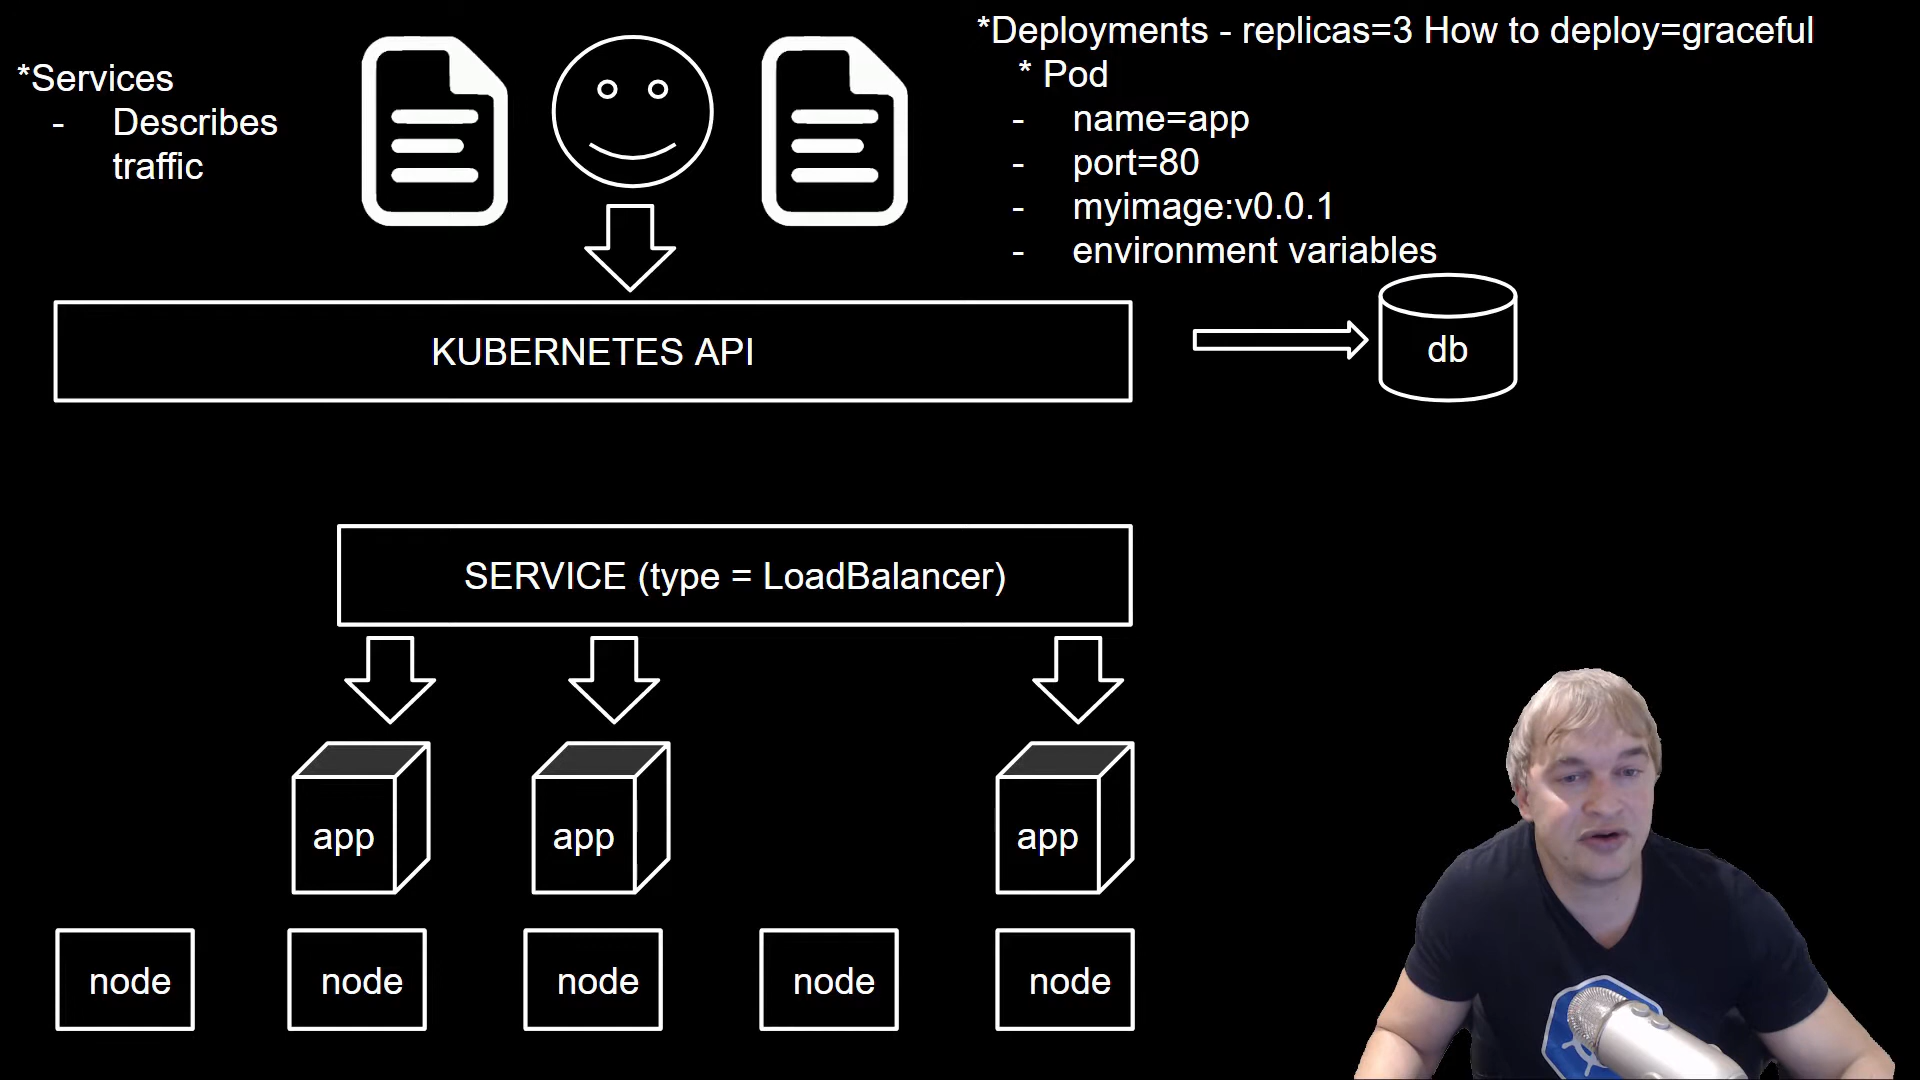 *Services
- Describes
traffic
*Deployments - replicas=3 How to deploy=graceful
* Pod
- name=app
- port=80
- myimage:v0.0.1
- environment variables
KUBERNETES API
db
SERVICE (type = LoadBalancer)
app
app
app
node
node
node
node
node